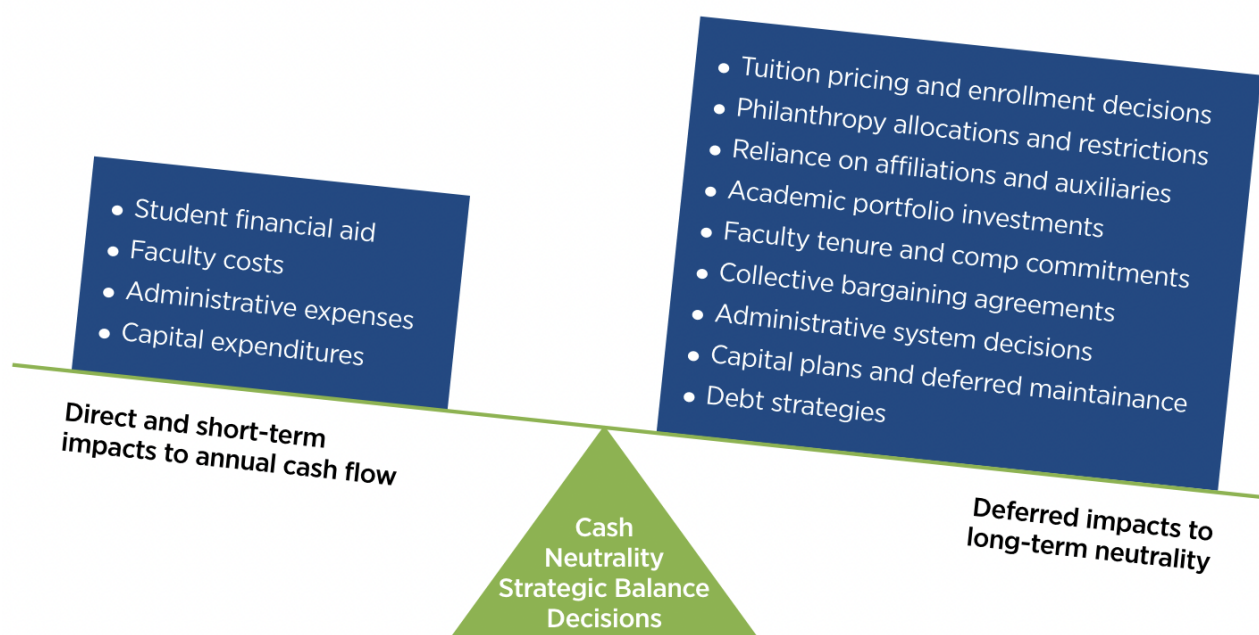 • Student financial aid
• Faculty costs
• Administrative expenses
• Capital expenditures
Direct and short-term
impacts to annual cash flow
• Tuition pricing and enrollment decisions
• Philanthropy allocations and restrictions
• Reliance on affiliations and auxiliaries
• Academic portfolio investments
• Faculty tenure and comp commitments
• Collective bargaining agreements
• Administrative system decisions
• Capital plans and deferred maintainance
• Debt strategies
Deferred impacts to
long-term neutrality
Cash
Neutrality
Strategic Balance
Decisions